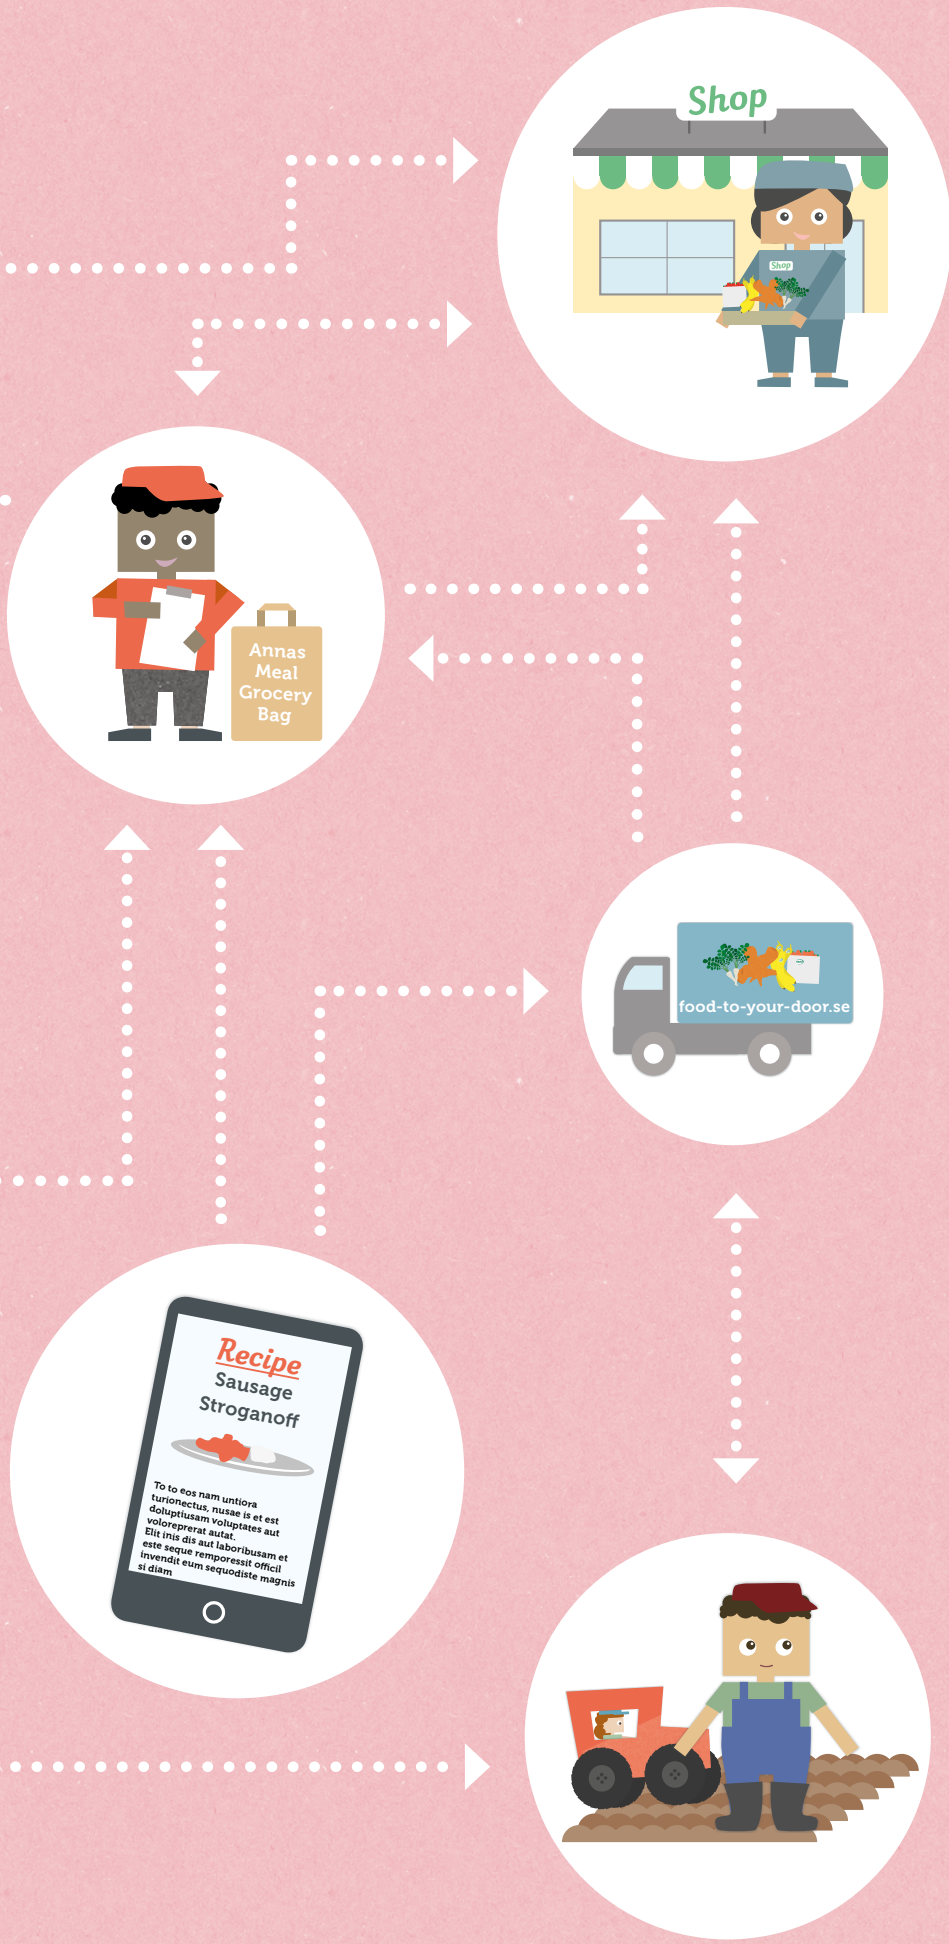 Shop
Shop
Annas
Meal
Grocery
Bag
food-to-your-door.se
Recipe
Sausage
Stroganoff
To to eos nam untiora
turionectus, nusae is et est
doluptiusam voluptates aut
voloreprerat autat.
Elit inis dis aut laboribusam et
este seque remporessit officil
invendit eum sequodiste magnis
si diam